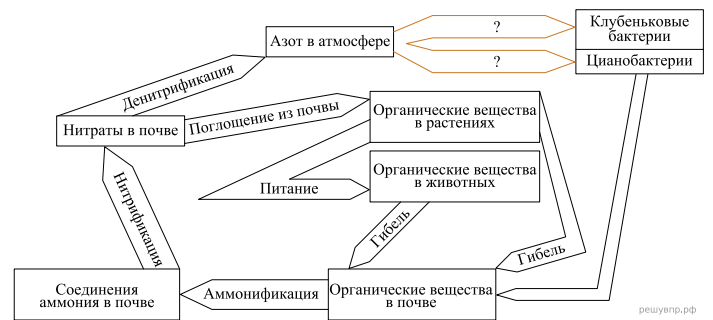 Азот в атмосфере
?
?
Клубеньковые
бактерии
Цианобактерии
Денитрификация
Нитраты в почве
Поглощение из почвы
Органические вещества
в растениях
Питание
Органические вещества
в животных
Нитрификация
Гибель
Гибель
Соединения
аммония в почве
Аммонификация
Органические вещества
в почве
решувпр.рф